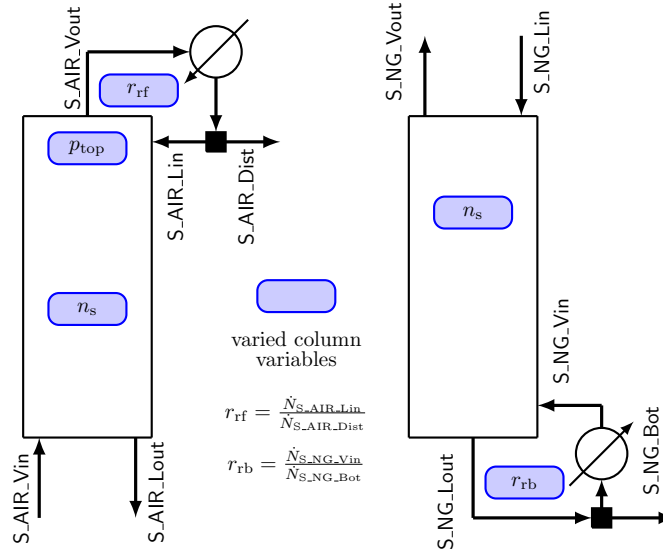 S_AIR_Vout
r_rf
p_top
S_AIR_Lin
S_AIR_Dist
n_s
S_AIR_Vin
S_AIR_Lout
varied column
variables
r_rf = Ṅ_S_AIR_Lin / Ṅ_S_AIR_Dist
r_rb = Ṅ_S_NG_Vin / Ṅ_S_NG_Bot
S_NG_Vout
S_NG_Lin
n_s
S_NG_Vin
S_NG_Lout
r_rb
S_NG_Bot